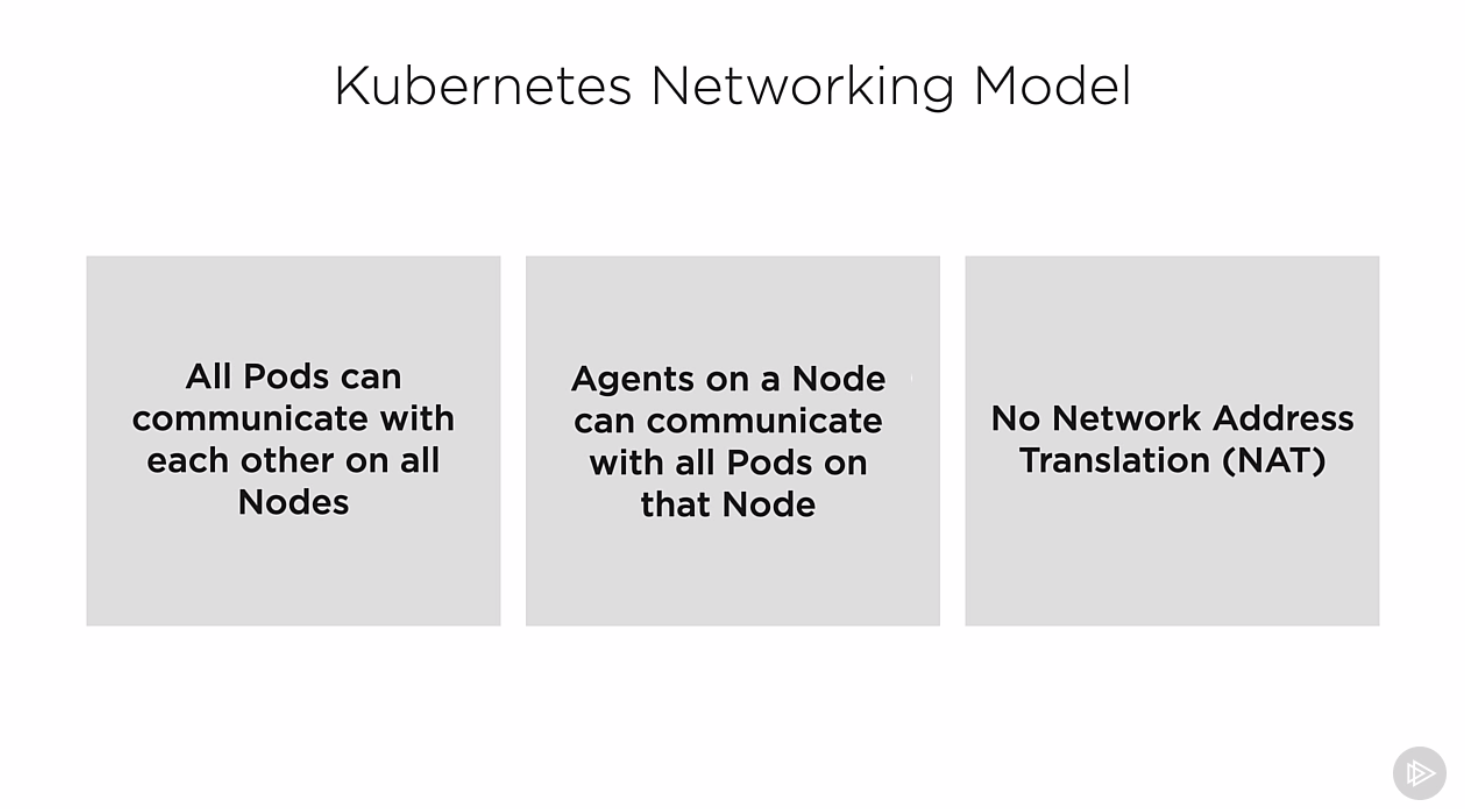 Kubernetes Networking Model
All Pods can
communicate with
each other on all
Nodes
Agents on a Node
can communicate
with all Pods on
that Node
No Network Address
Translation (NAT)